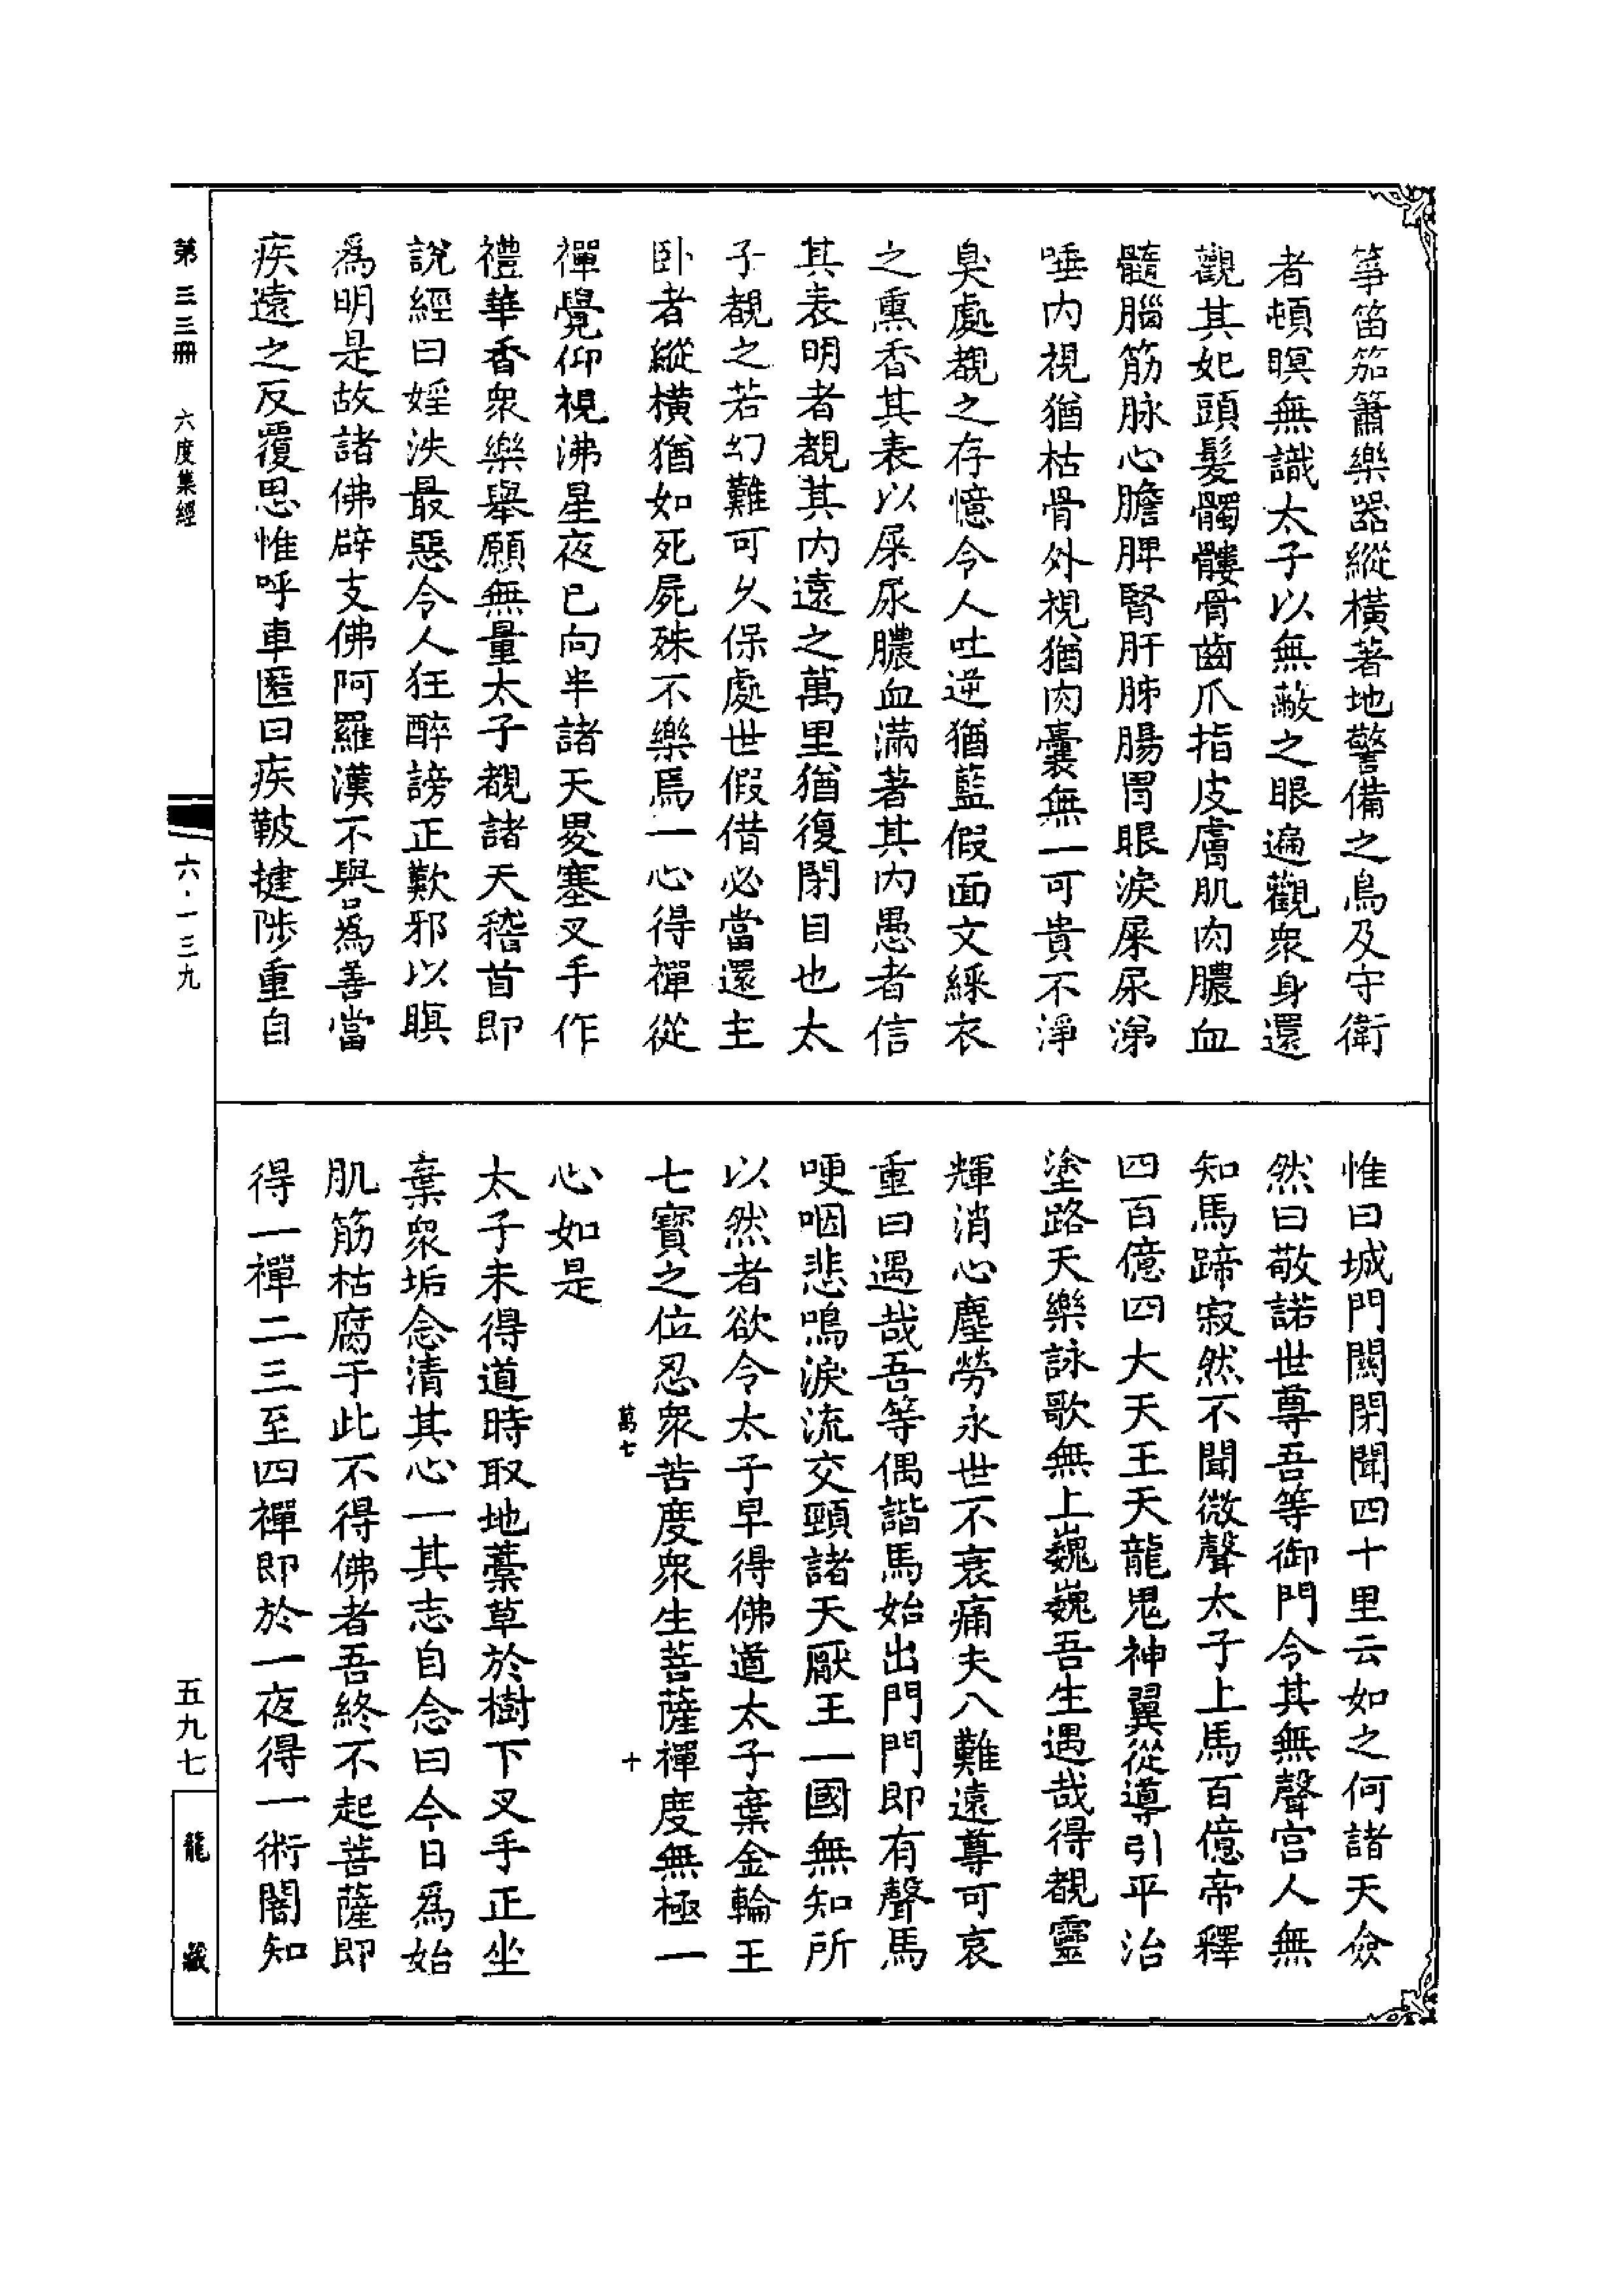 箏笛笳簫樂器縱橫著地警備之鳥及守衛
者頓瞑無識太子以無蔽之眼遍觀衆身還
觀其妃頭髮髑髏骨齒爪指皮膚肌肉膿血
髓腦筋脉心膽脾腎肝肺腸胃眼淚屎尿涕
唾内視猶枯骨外視猶肉囊無一可貴不淨
臭處覩之存憶令人吐逆猶藍假面文綵衣
之熏香其表以屎尿膿血滿著其内愚者信
其表明者覩其内遠之萬里猶復閉目也太
子覩之若幻難可久保處世假借必當還主
卧者縱橫猶如死屍殊不樂焉一心得禪從
禪覺仰視沸星夜已向半諸天畟塞叉手作
禮華香衆樂舉願無量太子覩諸天稽首即
說經曰婬泆最惡令人狂醉謗正歎邪以瞑
爲明是故諸佛辟支佛阿羅漢不與吕爲善當
疾遠之反覆思惟呼車匿曰疾鞁揵陟重自
惟曰城門闔閉聞四十里云如之何諸天僉
然曰敬諾世尊吾等御門令其無聲宫人無
知馬蹄寂然不聞微聲太子上馬百億帝釋
四百億四大天王天龍鬼神翼從導引平治
塗路天樂詠歌無上巍巍吾生遇哉得覩靈
輝消心塵勞永世不衰痛夫八難遠尊可哀
重曰遇哉吾等偶諧馬始出門門即有聲馬
哽咽悲鳴淚流交頸諸天厭王一國無知所
以然者欲令太子早得佛道太子棄金輪王
七寶之位忍衆苦度衆生菩薩禪度無極一
萬七
十
心如是
太子未得道時取地藁草於樹下叉手正坐
棄衆垢念清其心一其志自念曰今日爲始
肌筋枯腐于此不得佛者吾終不起菩薩即
得一禪二三至四禪即於一夜得一術闇知
第三三冊
六度集經
六·一三九
五九七
龍藏